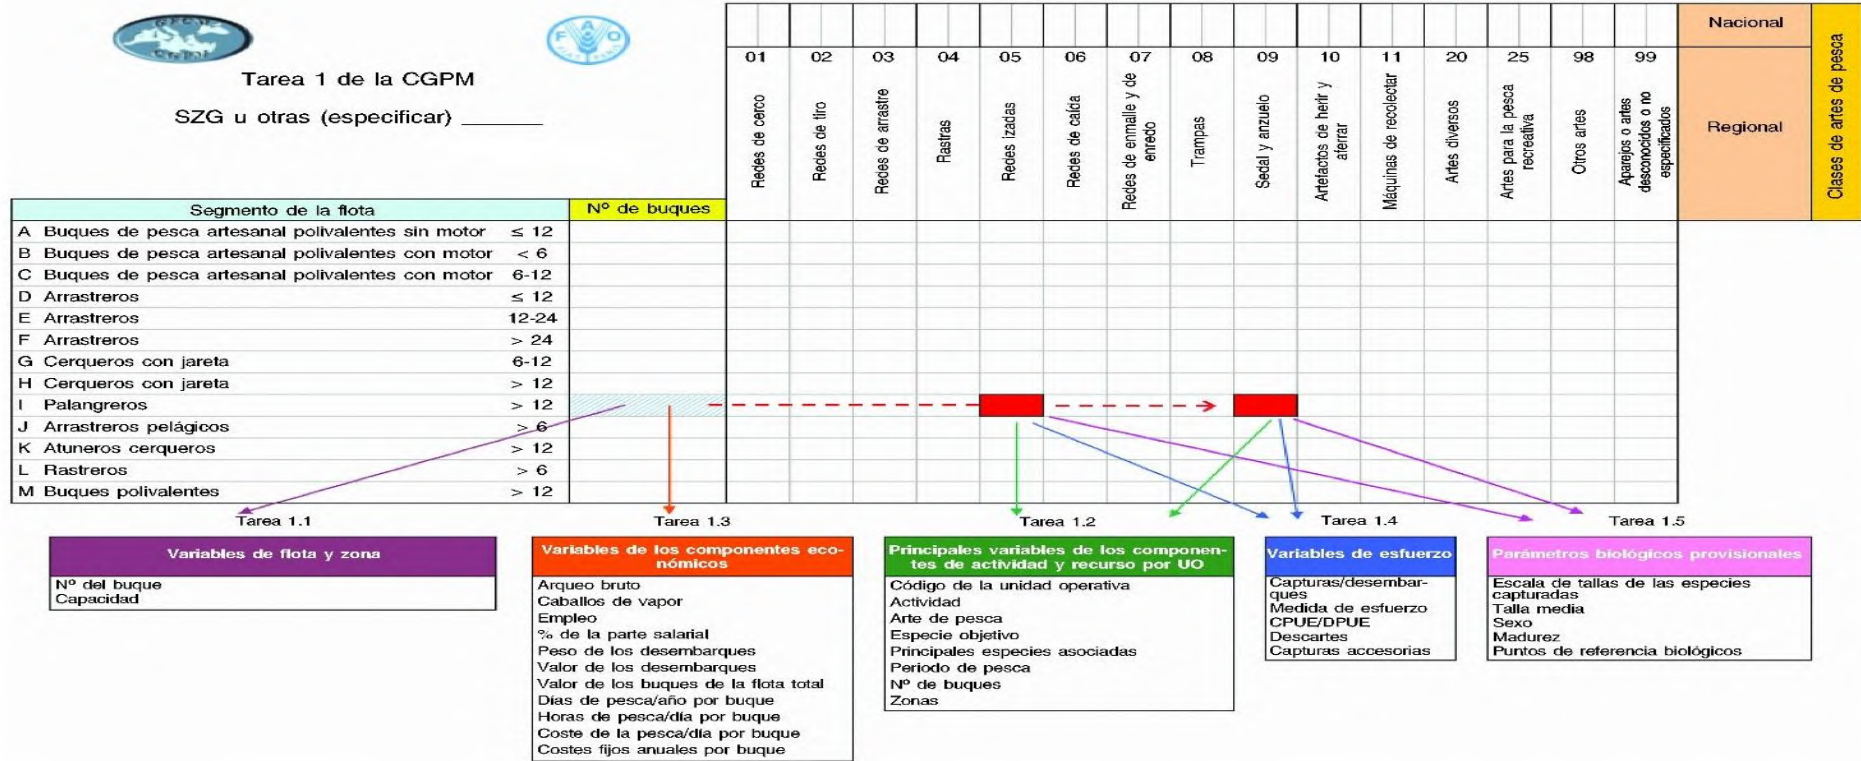 FAO
Tarea 1 de la CGPM
SZG u otras (especificar) ______
Nacional
01
02
03
04
05
06
07
08
09
10
11
20
25
98
99
Redes de cerco
Redes de tiro
Redes de arrastre
Rastras
Redes izadas
Redes de caída
Redes de enmalle y de
enredo
Trampas
Sedal y anzuelo
Artefactos de herir y
aferrar
Máquinas de recolectar
Artes diversos
Artes para la pesca
recreativa
Otros artes
Aparejos o artes
desconocidos o no
especificados
Regional
Clases artes de pesca
Segmento de la flota
Nº de buques
A Buques de pesca artesanal polivalentes sin motor ≤ 12
B Buques de pesca artesanal polivalentes con motor < 6
C Buques de pesca artesanal polivalentes con motor 6-12
D Arrastreros ≤ 12
E Arrastreros 12-24
F Arrastreros > 24
G Cerqueros con jareta 6-12
H Cerqueros con jareta > 12
I Palangreros > 12
J Arrastreros pelágicos > 6
K Atuneros cerqueros > 12
L Rastreros > 6
M Buques polivalentes > 12
Tarea 1.1
Variables de flota y zona
Nº del buque
Capacidad
Tarea 1.3
Variables de los componentes eco-
nómicos
Arqueo bruto
Caballos de vapor
Empleo
% de la parte salarial
Peso de los desembarques
Valor de los desembarques
Valor de los buques de la flota total
Días de pesca/año por buque
Horas de pesca/día por buque
Coste de la pesca/día por buque
Costes fijos anuales por buque
Tarea 1.2
Principales variables de los componen-
tes de actividad y recurso por UO
Código de la unidad operativa
Actividad
Arte de pesca
Especie objetivo
Principales especies asociadas
Periodo de pesca
Nº de buques
Zonas
Tarea 1.4
Variables de esfuerzo
Capturas/desembar-
ques
Medida de esfuerzo
CPUE/DPUE
Descartes
Capturas accesorias
Tarea 1.5
Parámetros biológicos provisionales
Escala de tallas de las especies
capturadas
Talla media
Sexo
Madurez
Puntos de referencia biológicos